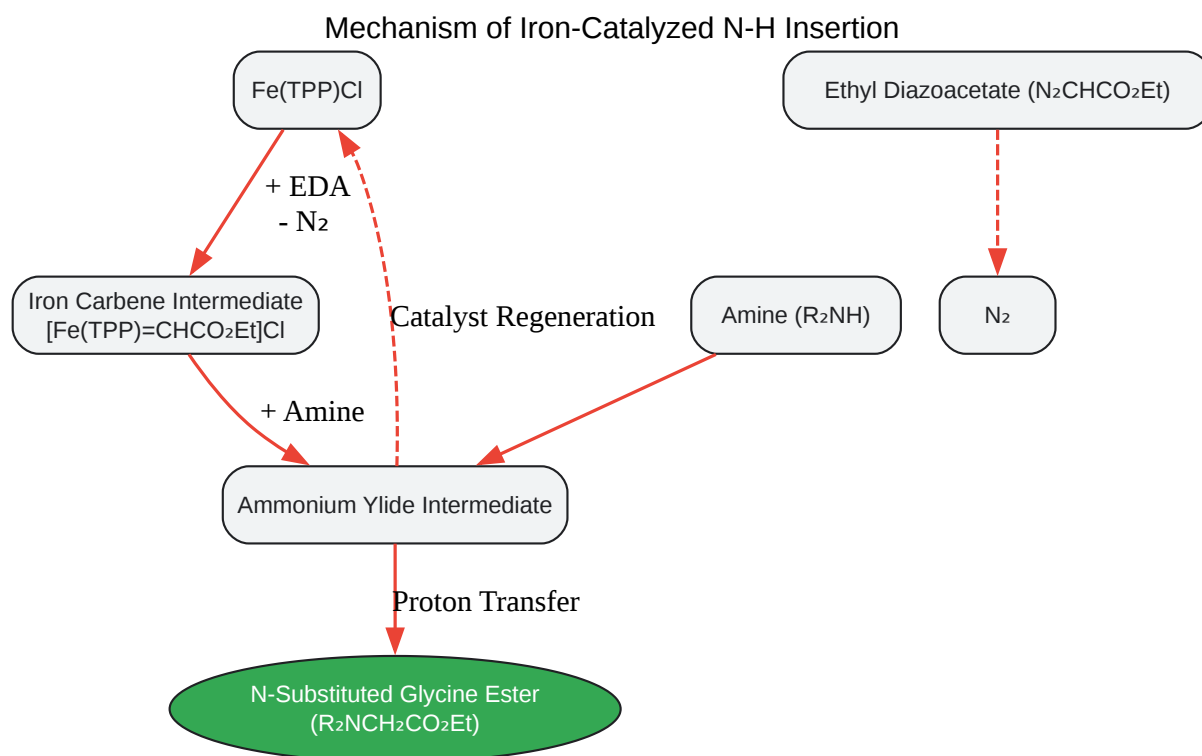 Mechanism of Iron-Catalyzed N-H Insertion
Fe(TPP)Cl
Ethyl Diazoacetate (N₂CHCO₂Et)
+ EDA
- N₂
Iron Carbene Intermediate
[Fe(TPP)=CHCO₂Et]Cl
Catalyst Regeneration
Amine (R₂NH)
N₂
+ Amine
Ammonium Ylide Intermediate
Proton Transfer
N-Substituted Glycine Ester
(R₂NCH₂CO₂Et)